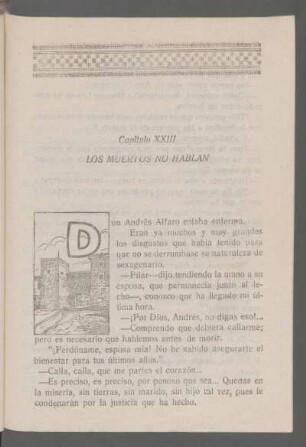 Capítulo XXIII
LOS MUERTOS NO HABLAN
Don Andrés Alfaro estaba enfermo.
Eran ya muchos y muy grandes
los disgustos que había tenido para
que no se derrumbase su naturaleza de
sexagenario.
—Pilar—dijo tendiendo la mano a su
esposa, que permanecía junto al le-
cho—, conozco que ha llegado mi úl-
tima hora.
—¡Por Dios, Andrés, no digas eso!...
—Comprendo que debiera callarme;
pero es necesario que hablemos antes de morir.
"¡Perdóname, esposa mía! No he sabido asegurarte el
bienestar para tus últimos años."
—Calla, calla, que me partes el corazón...
—Es preciso, es preciso, por penoso que sea... Quedas en
la miseria, sin tierras, sin marido, sin hijo tal vez, pues le
condenarán por la justicia que ha hecho.